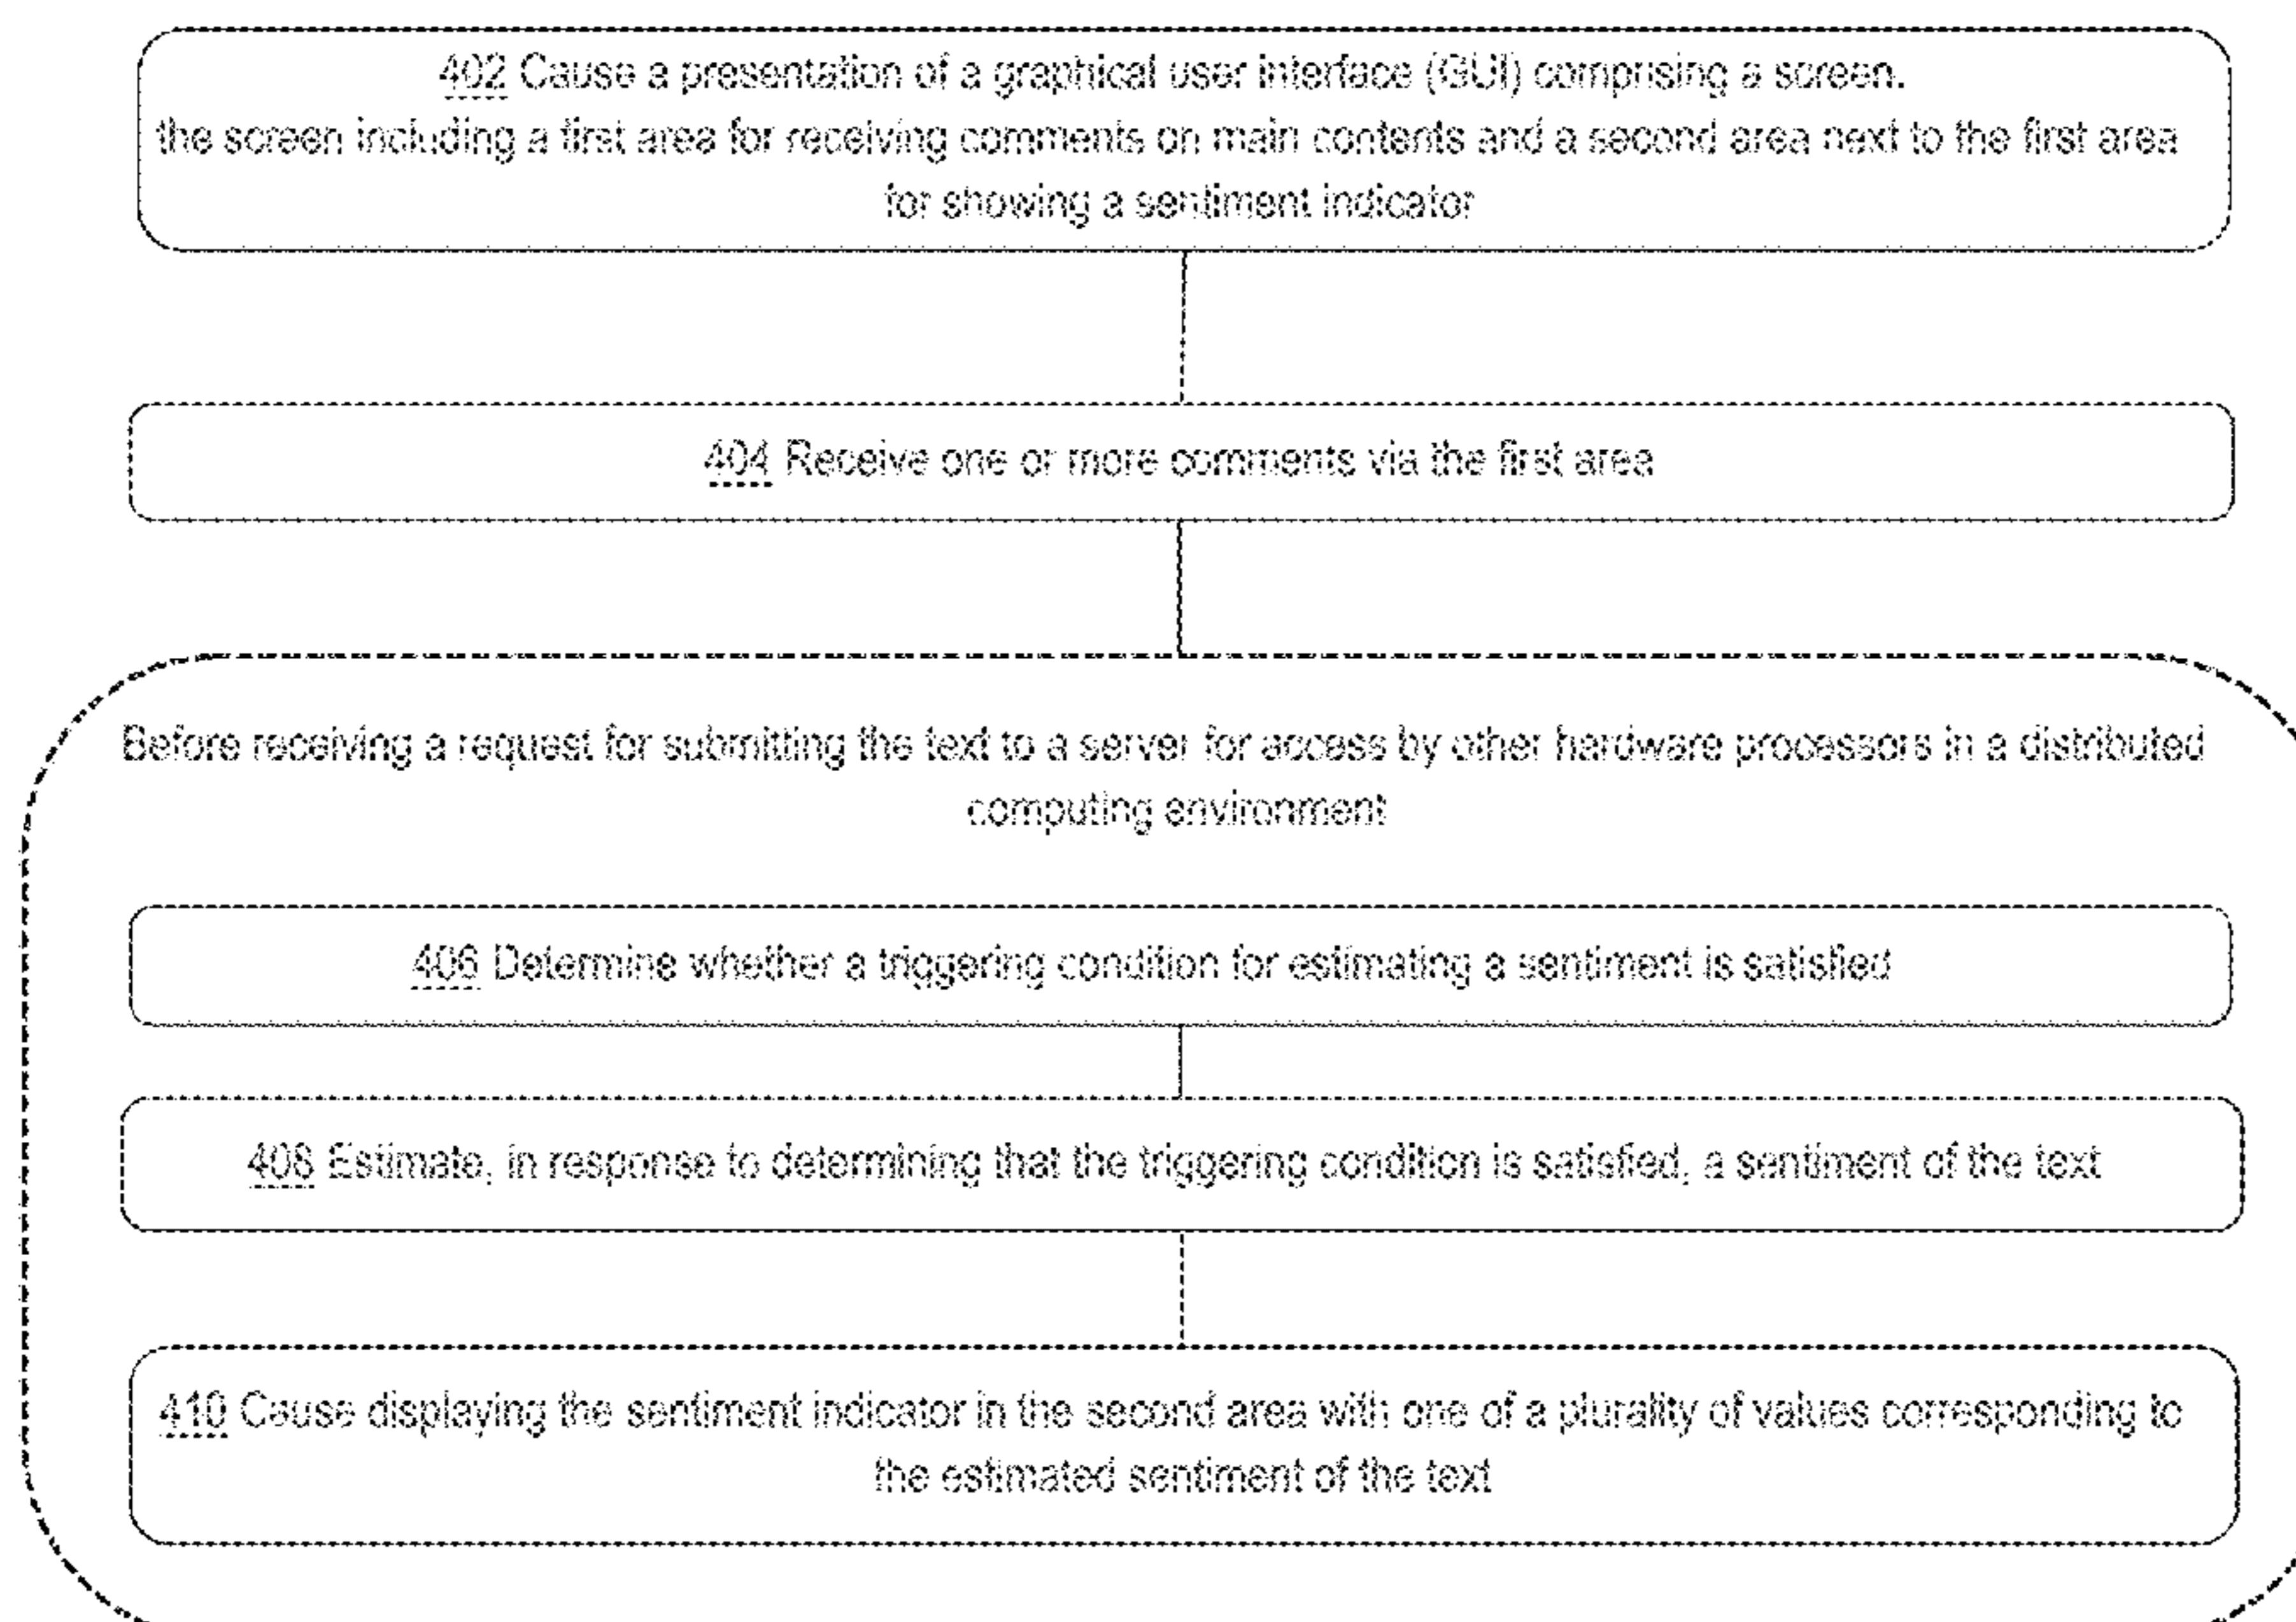 402 Cause a presentation of a graphical user interface (GUI) comprising a screen.
the screen including a first area for receiving comments on main contents and a second area next to the first area
for showing a sentiment indicator
404 Receive one or more comments via the first area
Before receiving a request for submitting the text to a server for access by other hardware processors in a distributed
computing environment
406 Determine whether a triggering condition for estimating a sentiment is satisfied
408 Estimate, in response to determining that the triggering condition is satisfied, a sentiment of the text
410 Cause displaying the sentiment indicator in the second area with one of a plurality of values corresponding to
the estimated sentiment of the text